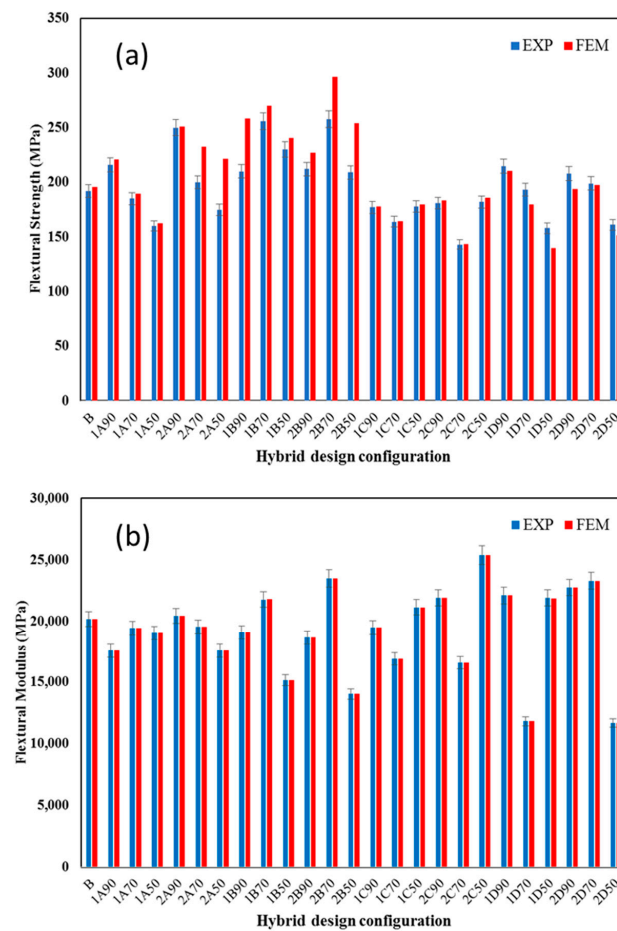 (a)
EXP FEM
Flextural Strength (MPa)
350
300
250
200
150
100
50
0
B 1A90 1A70 1A50 2A90 2A70 2A50 1B90 1B70 1B50 2B90 2B70 2B50 1C90 1C70 1C50 2C90 2C70 2C50 1D90 1D70 1D50 2D90 2D70 2D50
Hybrid design configuration
(b)
EXP FEM
Flextural Modulus (MPa)
30,000
25,000
20,000
15,000
10,000
5,000
0
B 1A90 1A70 1A50 2A90 2A70 2A50 1B90 1B70 1B50 2B90 2B70 2B50 1C90 1C70 1C50 2C90 2C70 2C50 1D90 1D70 1D50 2D90 2D70 2D50
Hybrid design configuration